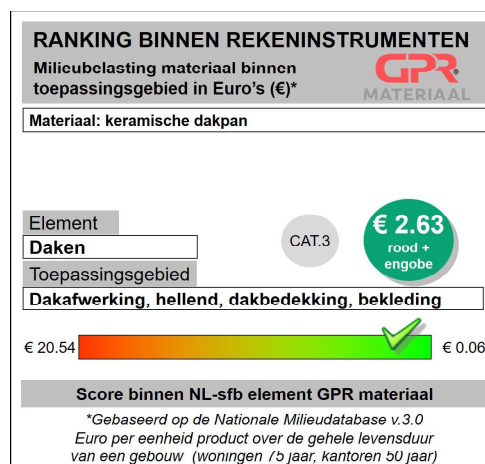 RANKING BINNEN REKENINSTRUMENTEN
Milieubelasting materiaal binnen
toepassingsgebied in Euro's (€)*
GPR®
MATERIAAL
Materiaal: keramische dakpan
Element
Daken
CAT.3
€ 2.63
rood +
engobe
Toepassingsgebied
Dakafwerking, hellend, dakbedekking, bekleding
€ 20.54
€ 0.06
Score binnen NL-sfb element GPR materiaal
*Gebaseerd op de Nationale Milieudatabase v.3.0
Euro per eenheid product over de gehele levensduur
van een gebouw (woningen 75 jaar, kantoren 50 jaar)